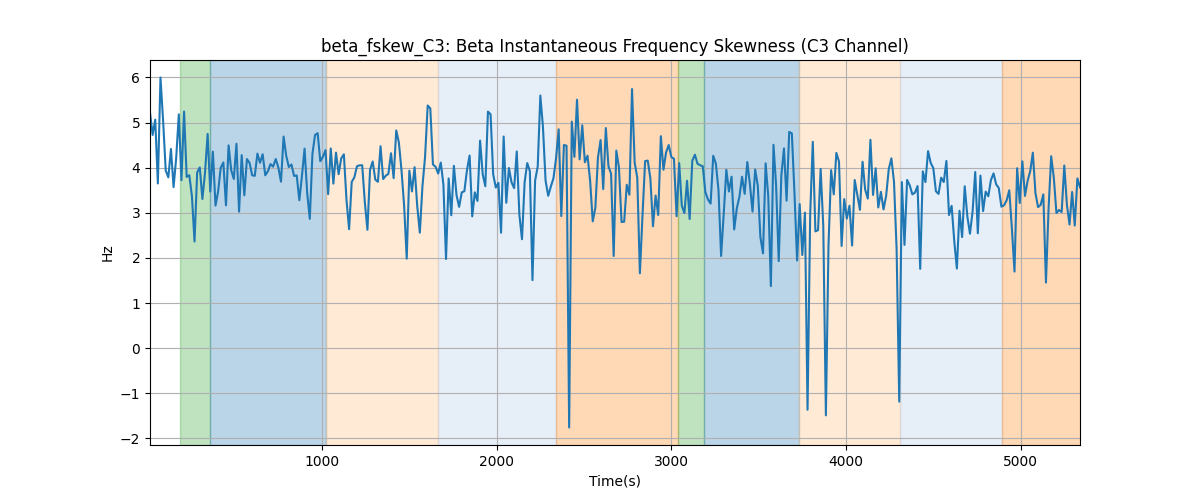 beta_fskew_C3: Beta Instantaneous Frequency Skewness (C3 Channel)
6
5
4
3
2
1
0
−1
−2
Hz
1000 2000 3000 4000 5000
Time(s)